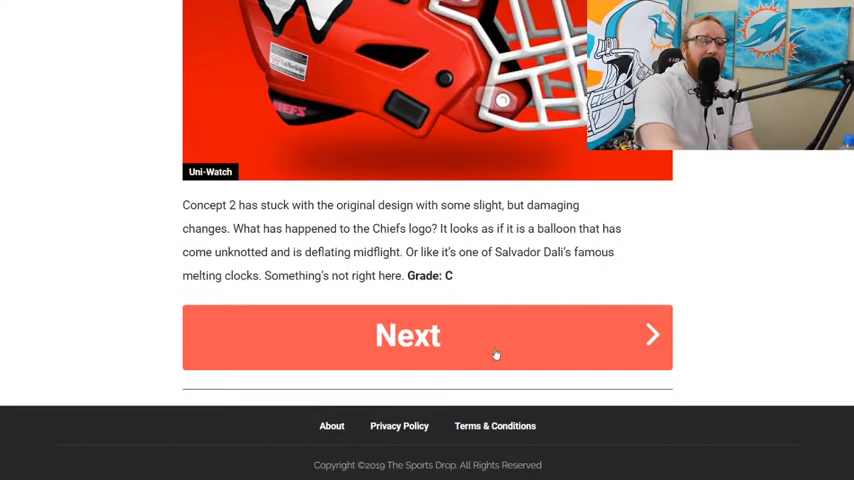 CHIEFS
Uni-Watch
Concept 2 has stuck with the original design with some slight, but damaging
changes. What has happened to the Chiefs logo? It looks as if it is a balloon that has
come unknotted and is deflating midflight. Or like it's one of Salvador Dali's famous
melting clocks. Something's not right here. Grade: C
Next
About Privacy Policy Terms & Conditions
Copyright ©2019 The Sports Drop. All Rights Reserved